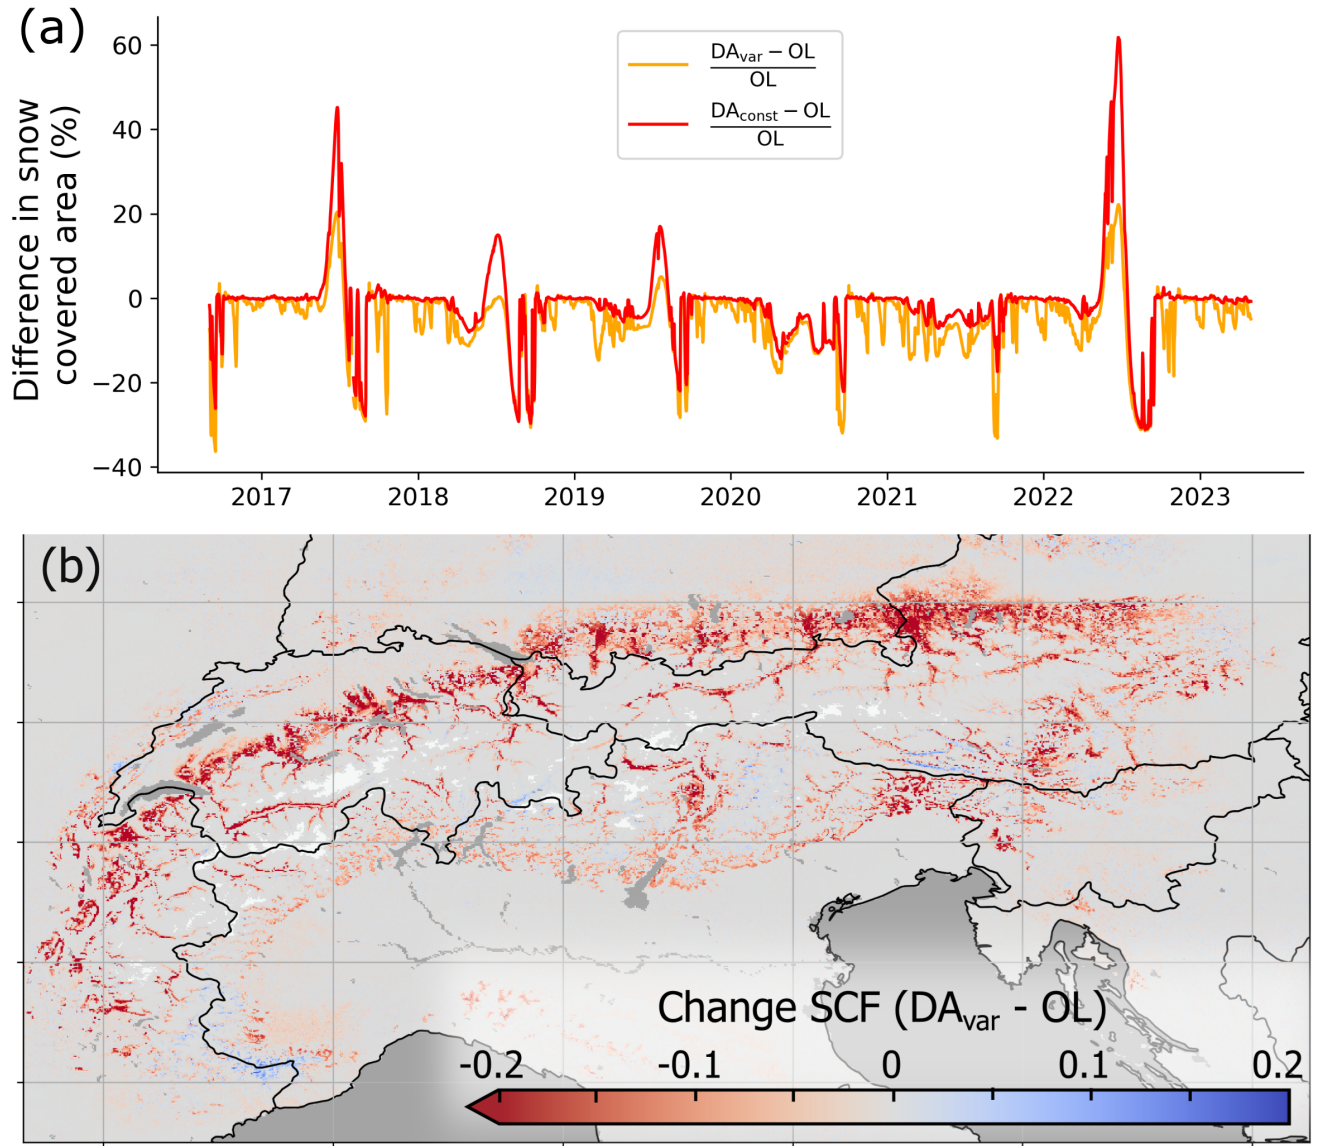 (a)
Difference in snow
covered area (%)
60
40
20
0
−20
−40
DAvar − OL
OL
DAconst − OL
OL
2017 2018 2019 2020 2021 2022 2023
(b)
Change SCF (DAvar - OL)
-0.2 -0.1 0 0.1 0.2